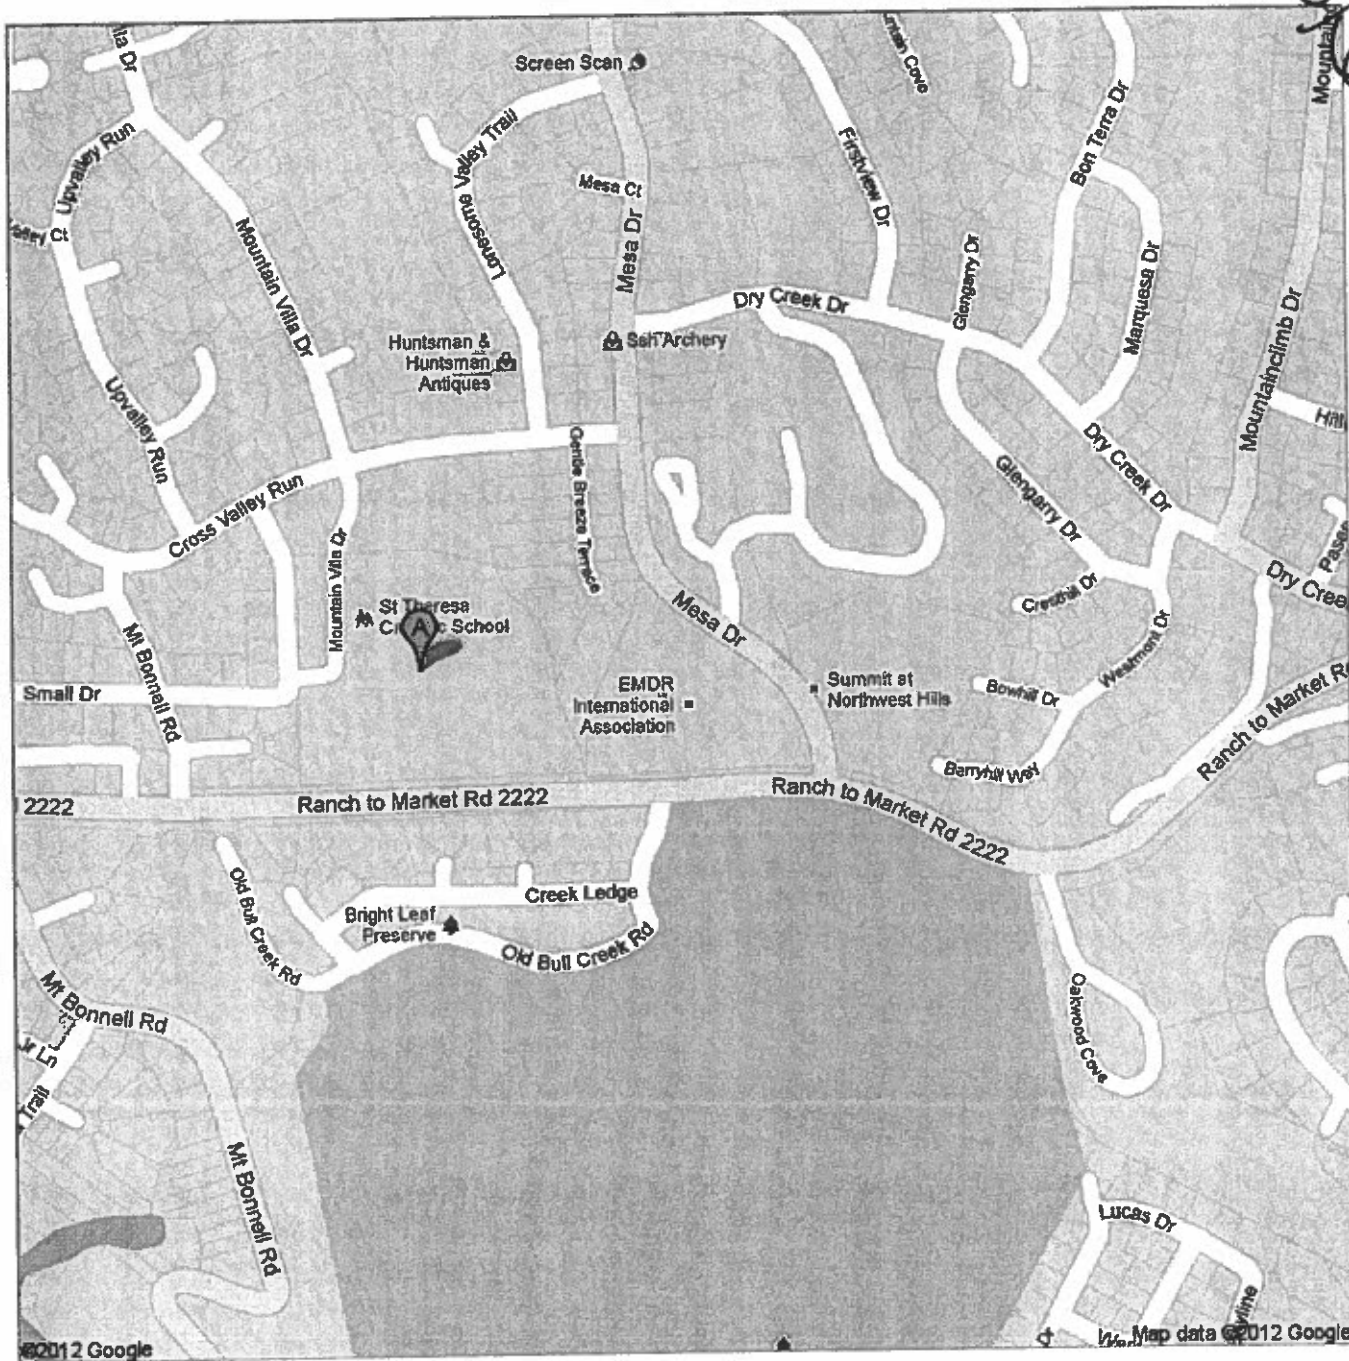 Screen Scan
Upvalley Run
Lonesome Valley Trail
Mesa Ct
Mesa Dr
Firstview Dr
Bon Terra Dr
Mountain Villa Dr
Glengarry Dr
Marquesa Dr
Mountainclimb Dr
Dry Creek Dr
Huntsman &
Huntsman
Antiques
Ssh Archery
Upvalley Run
Cross Valley Run
Gentle Breeze Terrace
Glengarry Dr
Dry Creek Dr
Mountain Villa Dr
St Theresa
School
A
Mesa Dr
Cresthill Dr
Westmont Dr
Bowhill Dr
Small Dr
Mt Bonnell Rd
EMDR
International
Association
Summit at
Northwest Hills
Berryhill Way
Ranch to Market Rd
2222
Ranch to Market Rd 2222
Ranch to Market Rd 2222
Old Bull Creek Rd
Creek Ledge
Bright Leaf
Preserve
Old Bull Creek Rd
Oakwood Cove
Mt Bonnell Rd
Trail
Mt Bonnell Rd
Lucas Dr
©2012 Google
Map data ©2012 Google